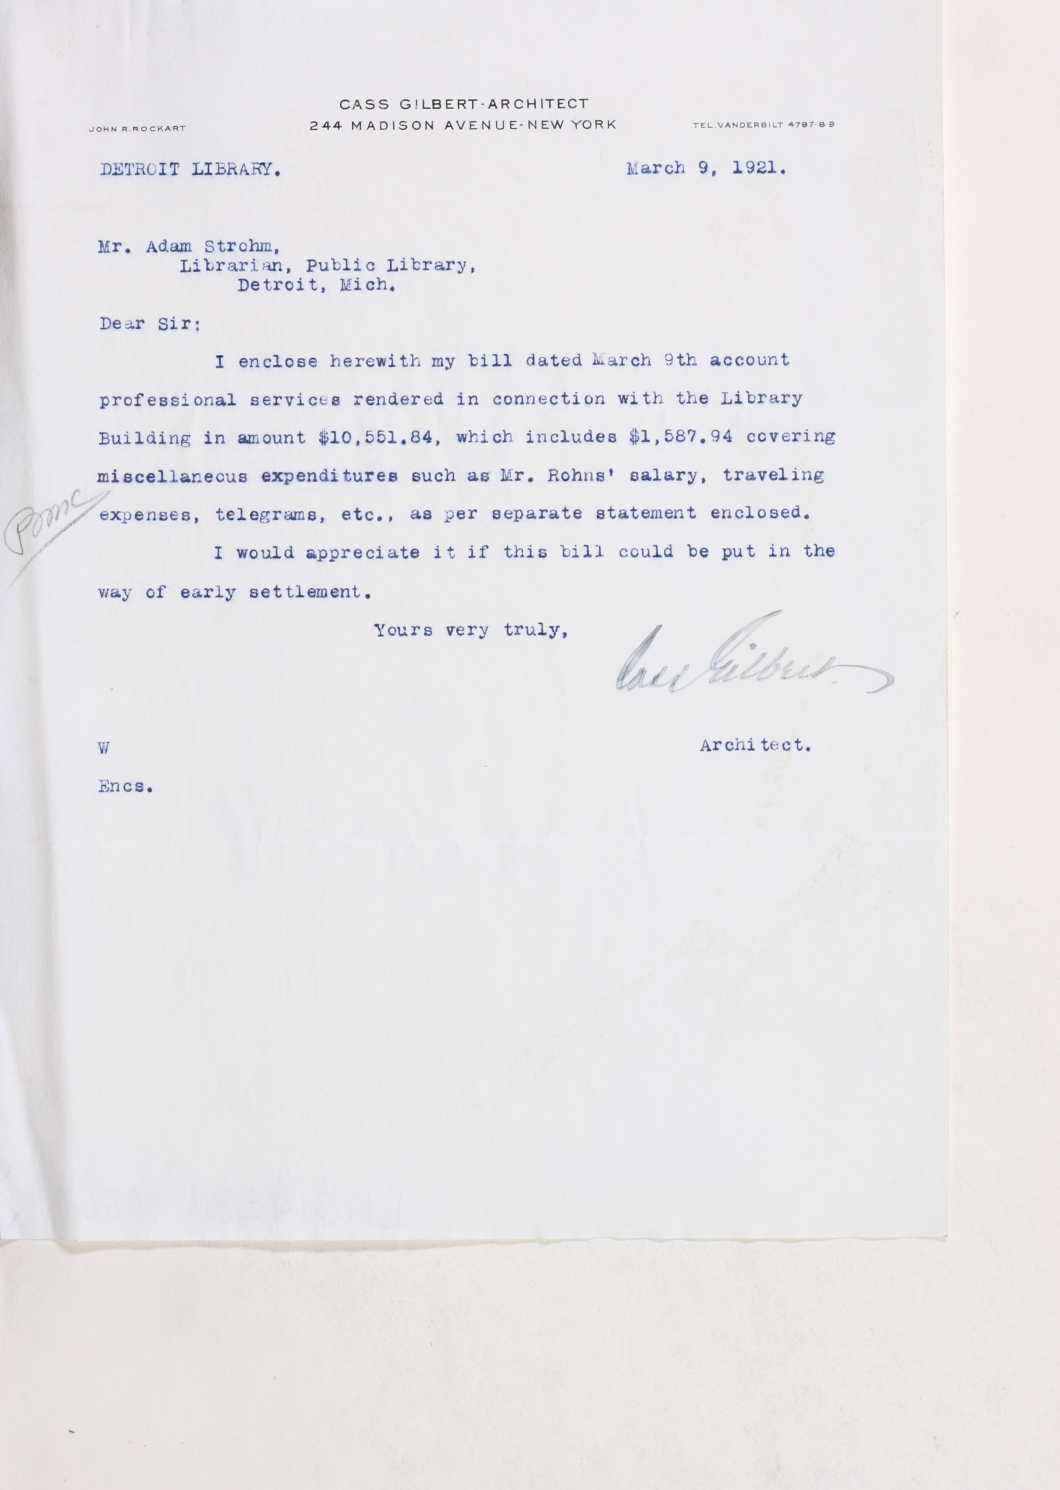 CASS GILBERT-ARCHITECT
JOHN R. ROCKART
244 MADISON AVENUE-NEW YORK
TEL. VANDERBILT 4797-8-9
DETROIT LIBRARY.
March 9, 1921.
Mr. Adam Strohm,
Librarian, Public Library,
Detroit, Mich.
Dear Sir:
I enclose herewith my bill dated March 9th account
professional services rendered in connection with the Library
Building in amount $10,551.84, which includes $1,587.94 covering
miscellaneous expenditures such as Mr. Rohns' salary, traveling
expenses, telegrams, etc., as per separate statement enclosed.
I would appreciate it if this bill could be put in the
way of early settlement.
Yours very truly,
Cass Gilbert.
W
Architect.
Encs.